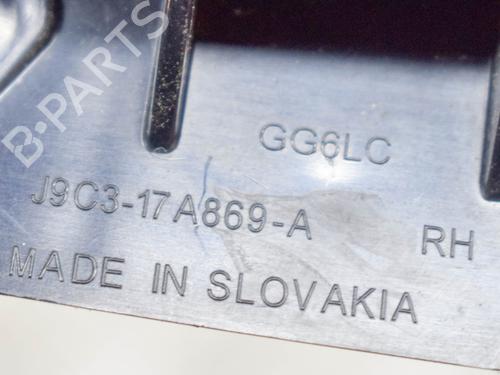 B-PARTS
GG6LC
J9C3-17A869-A
RH
MADE IN SLOVAKIA